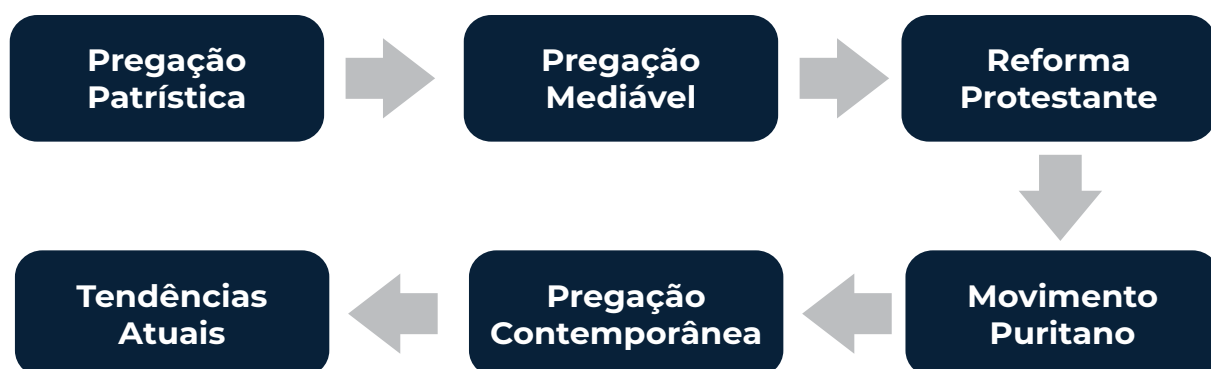 Pregação
Patrística
Pregação
Mediável
Reforma
Protestante
Movimento
Puritano
Pregação
Contemporânea
Tendências
Atuais